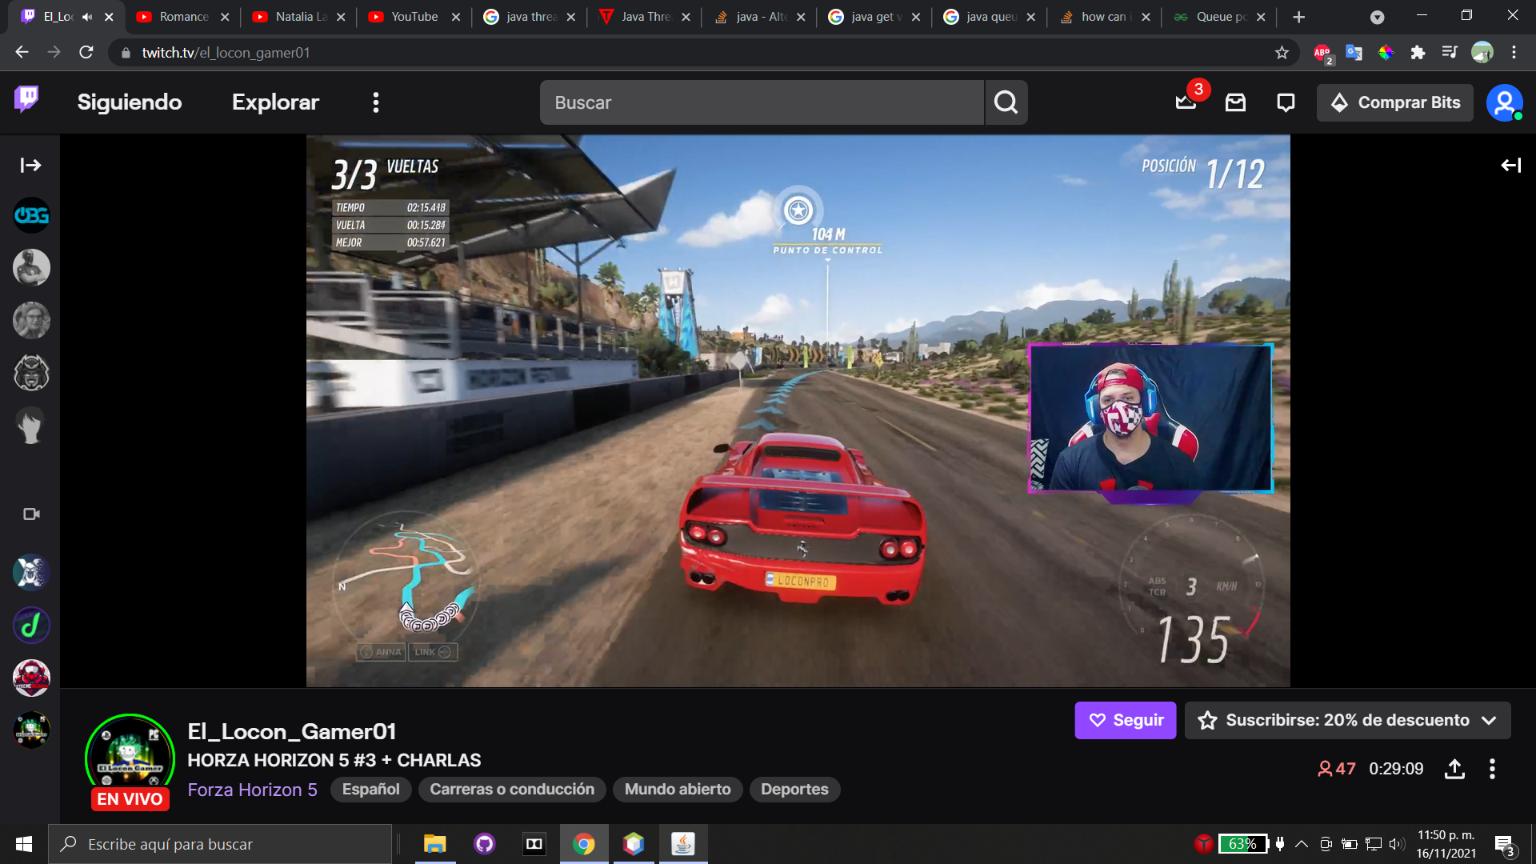 El_Loc
Romance
Natalia La
YouTube
java threa
Java Thre
java - Alte
java get v
java queu
how can i
Queue po
twitch.tv/el_locon_gamer01
ABP
2
Siguiendo
Explorar
Buscar
3
Comprar Bits
3/3 VUELTAS
POSICIÓN 1/12
TIEMPO 02:15.418
VUELTA 00:15.284
MEJOR 00:57.621
104 M
PUNTO DE CONTROL
LOCONPRO
N
ANNA
LINK
ABS
TCR
3
KM/H
135
El_Locon_Gamer01
HORZA HORIZON 5 #3 + CHARLAS
Forza Horizon 5
Español
Carreras o conducción
Mundo abierto
Deportes
EN VIVO
Seguir
Suscribirse: 20% de descuento
47
0:29:09
Escribe aquí para buscar
63%
11:50 p. m.
16/11/2021
3